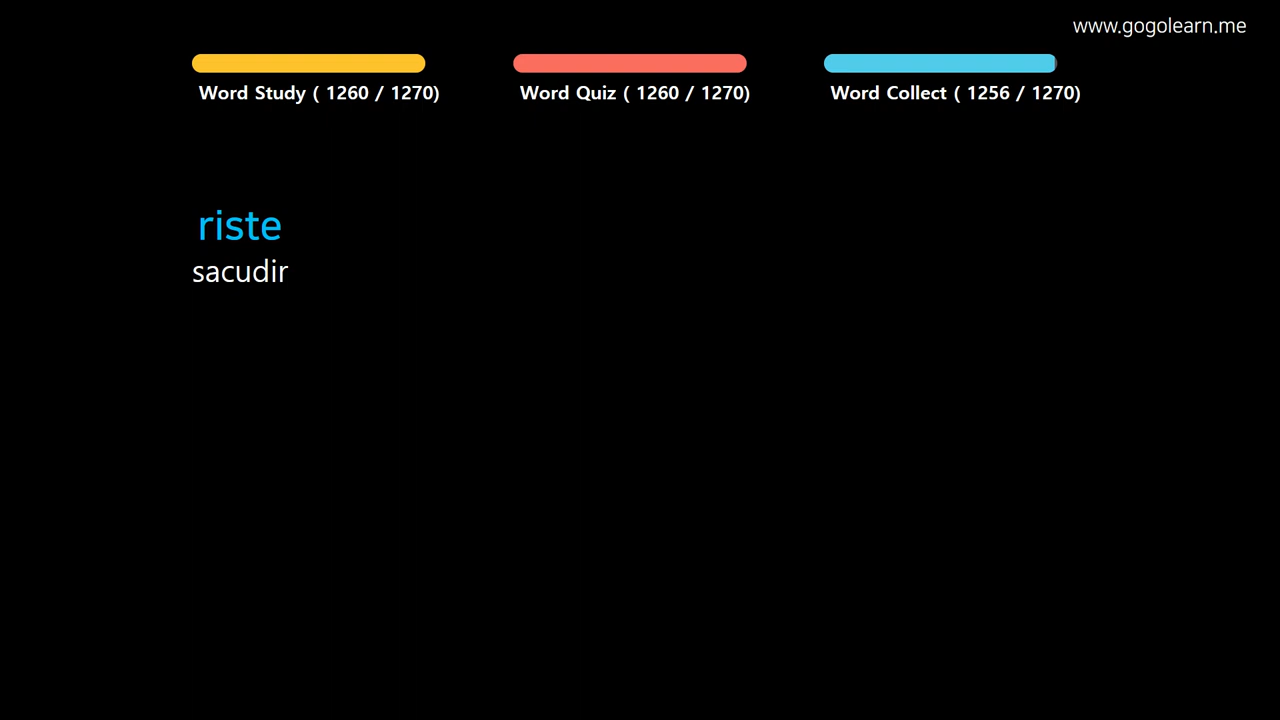 www.gogolearn.me
Word Study ( 1260 / 1270)
Word Quiz ( 1260 / 1270)
Word Collect ( 1256 / 1270)
riste
sacudir